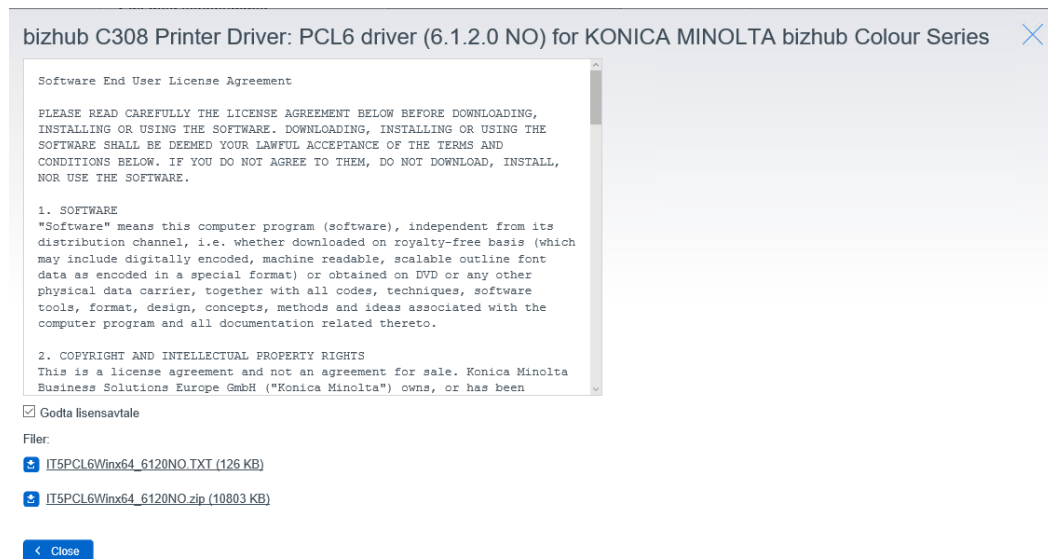 bizhub C308 Printer Driver: PCL6 driver (6.1.2.0 NO) for KONICA MINOLTA bizhub Colour Series
Software End User License Agreement
PLEASE READ CAREFULLY THE LICENSE AGREEMENT BELOW BEFORE DOWNLOADING,
INSTALLING OR USING THE SOFTWARE. DOWNLOADING, INSTALLING OR USING THE
SOFTWARE SHALL BE DEEMED YOUR LAWFUL ACCEPTANCE OF THE TERMS AND
CONDITIONS BELOW. IF YOU DO NOT AGREE TO THEM, DO NOT DOWNLOAD, INSTALL,
NOR USE THE SOFTWARE.
1. SOFTWARE
"Software" means this computer program (software), independent from its
distribution channel, i.e. whether downloaded on royalty-free basis (which
may include digitally encoded, machine readable, scalable outline font
data as encoded in a special format) or obtained on DVD or any other
physical data carrier, together with all codes, techniques, software
tools, format, design, concepts, methods and ideas associated with the
computer program and all documentation related thereto.
2. COPYRIGHT AND INTELLECTUAL PROPERTY RIGHTS
This is a license agreement and not an agreement for sale. Konica Minolta
Business Solutions Europe GmbH ("Konica Minolta") owns, or has been
Godta lisensavtale
Filer:
IT5PCL6Winx64_6120NO.TXT (126 KB)
IT5PCL6Winx64_6120NO.zip (10803 KB)
Close